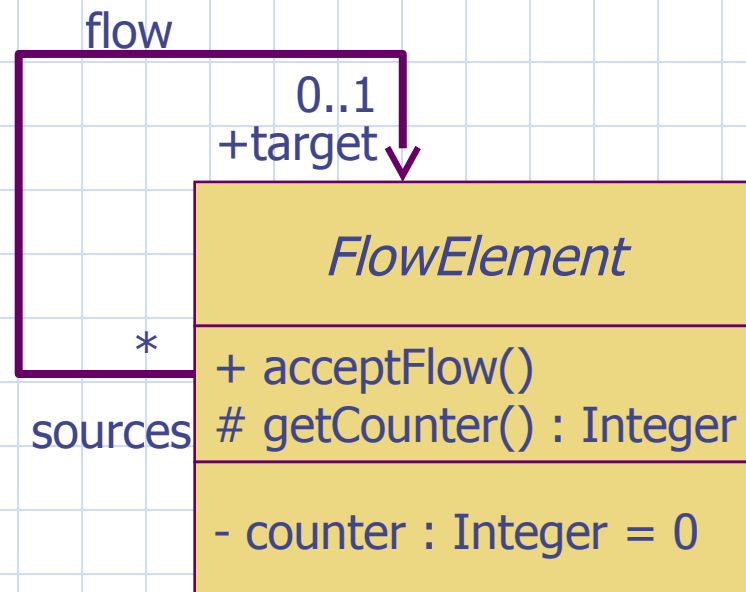 flow
0..1
+target
FlowElement
*
+ acceptFlow()
# getCounter() : Integer
sources
- counter : Integer = 0